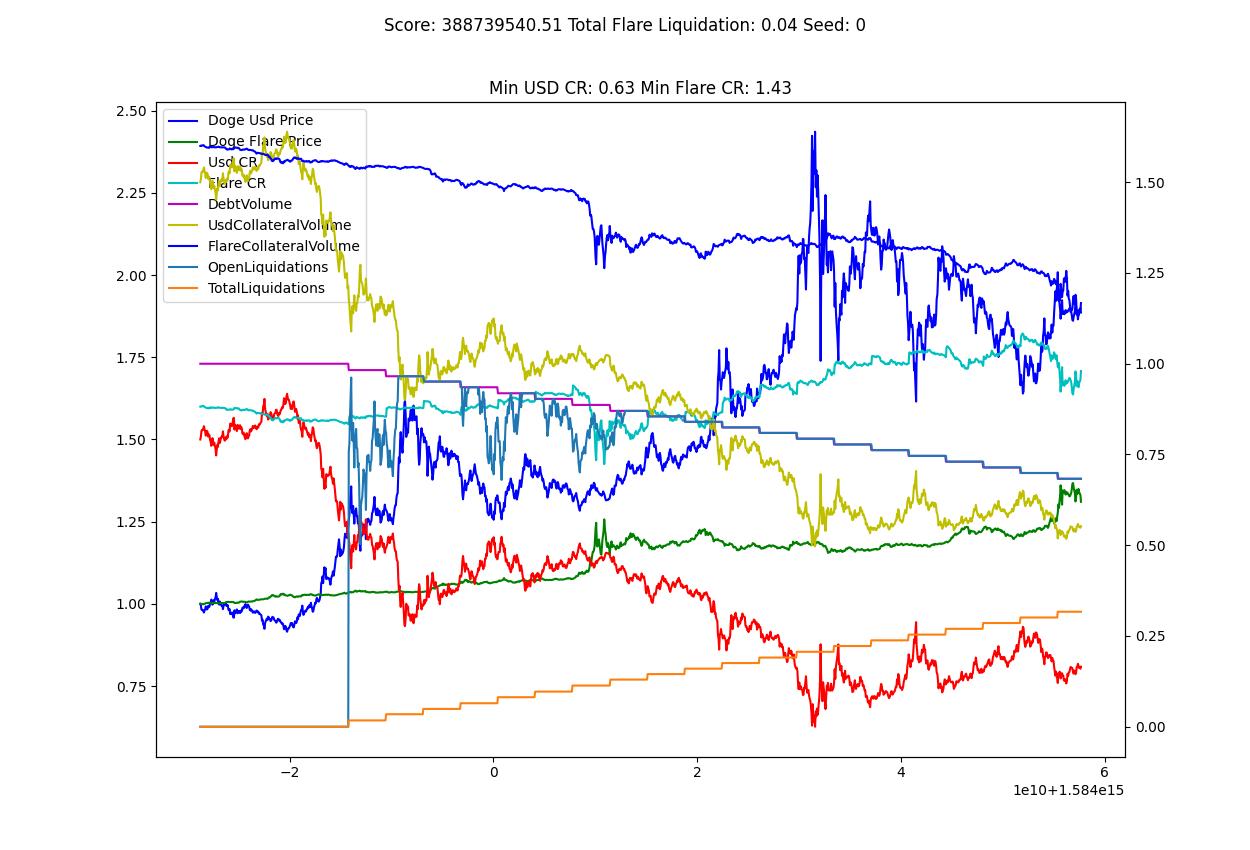 Score: 388739540.51 Total Flare Liquidation: 0.04 Seed: 0
Min USD CR: 0.63 Min Flare CR: 1.43
2.50
2.25
2.00
1.75
1.50
1.25
1.00
0.75
Doge Usd Price
Doge Flare Price
Usd CR
Flare CR
DebtVolume
UsdCollateralVolume
FlareCollateralVolume
OpenLiquidations
TotalLiquidations
1.50
1.25
1.00
0.75
0.50
0.25
0.00
−2 0 2 4 6
1e10+1.584e15